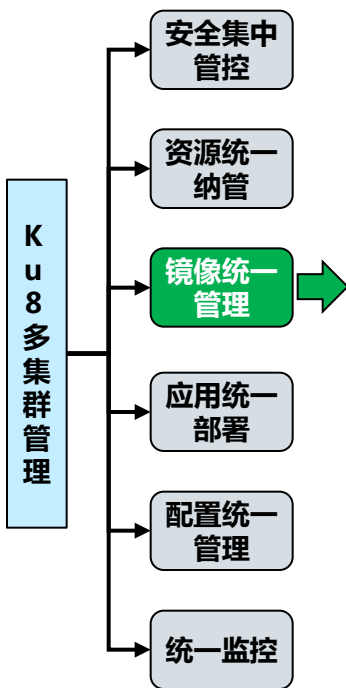 Ku8多集群管理
安全集中
管控
资源统一
纳管
镜像统一
管理
应用统一
部署
配置统一
管理
统一监控